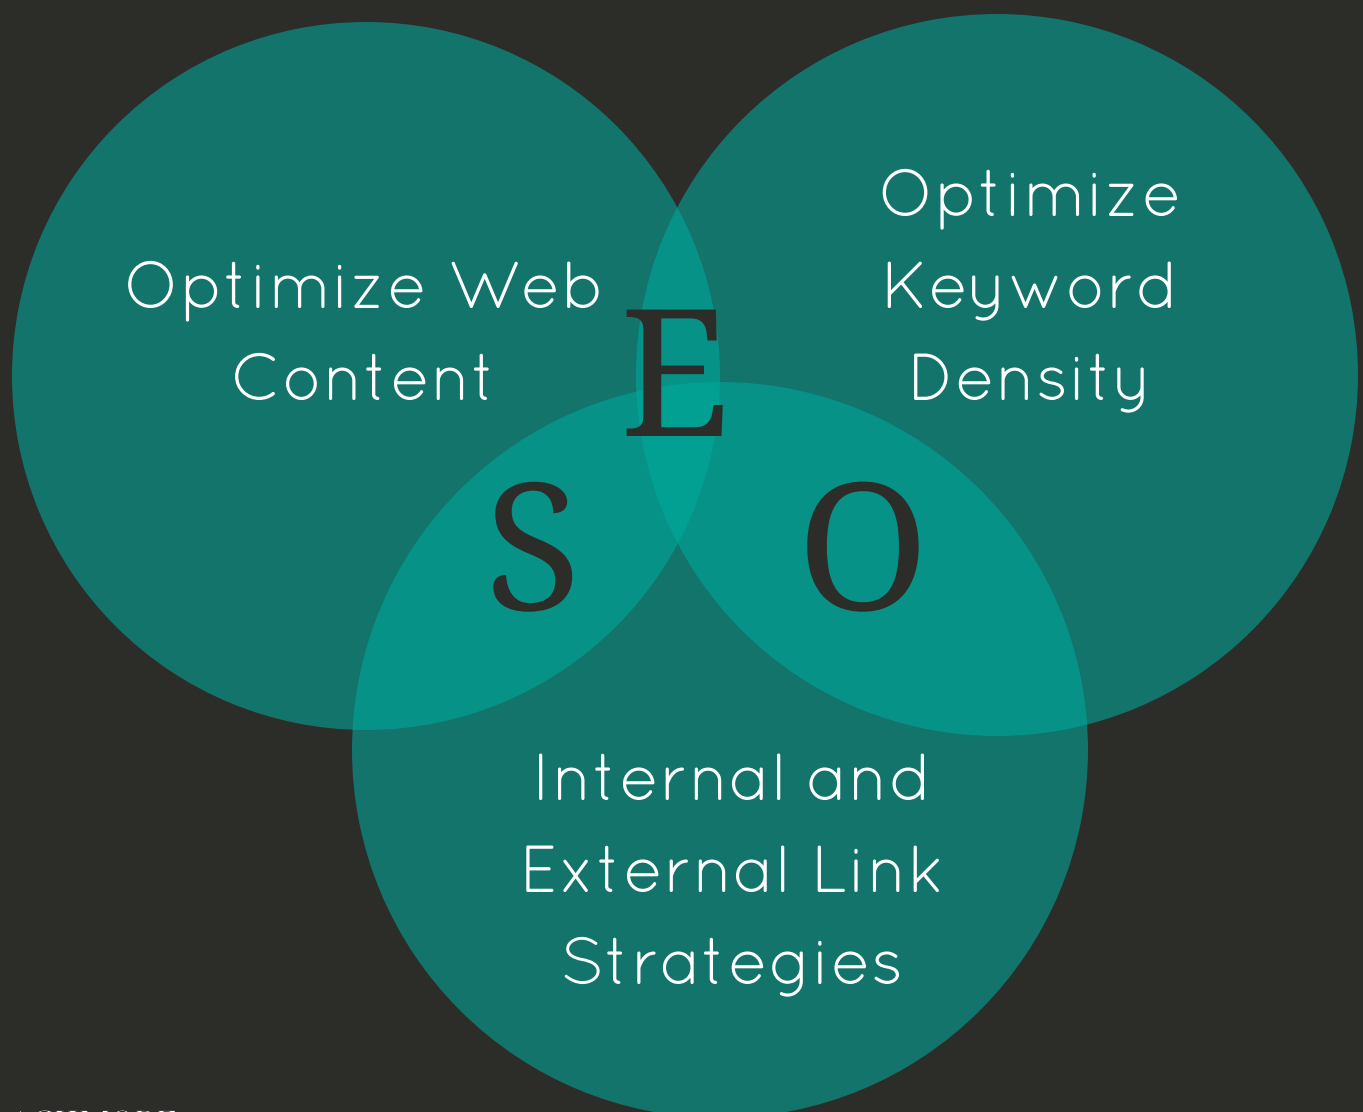 Optimize Web
Content
Optimize
Keyword
Density
S
E
O
Internal and
External Link
Strategies